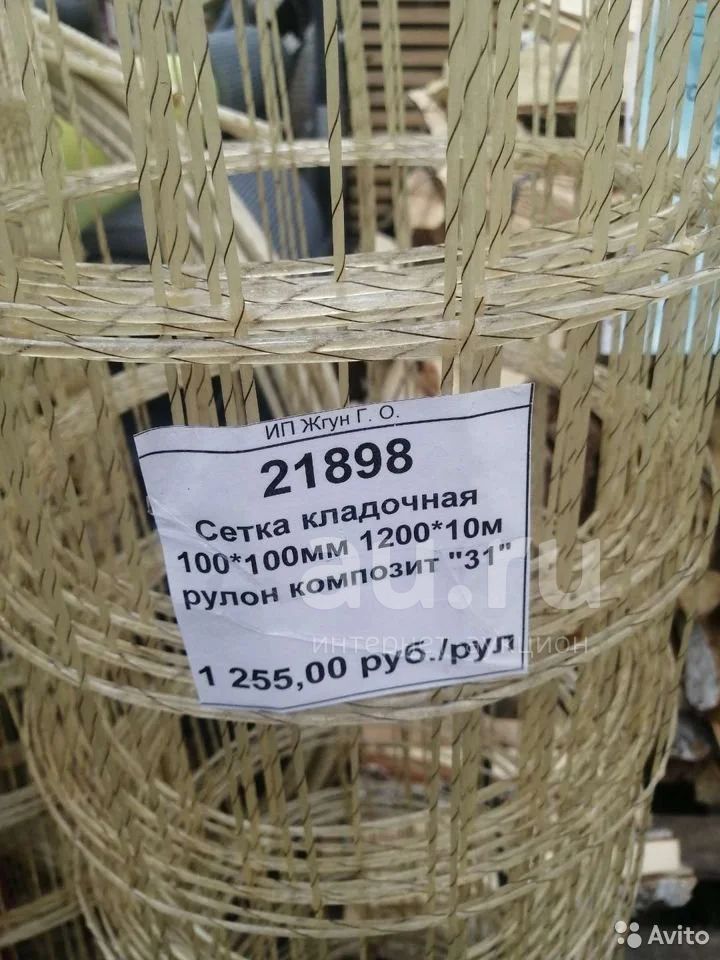 ИП Жгун Г. О.
21898
Сетка кладочная
100*100мм 1200*10м
рулон композит "31"
1 255,00 руб./рул
au.ru
интернет-аукцион
Avito